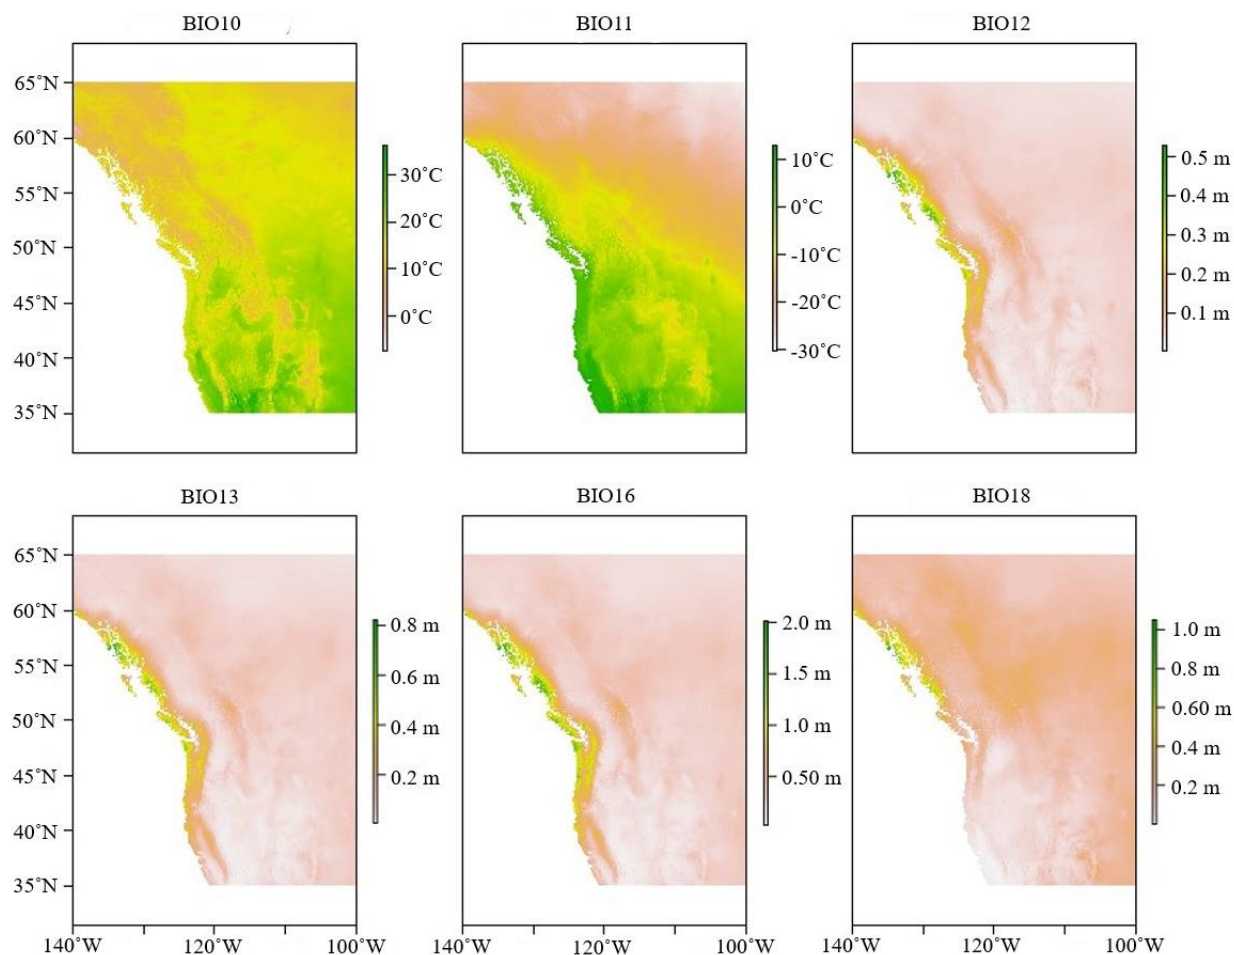 BIO10
BIO11
BIO12
65˚N
60˚N
55˚N
50˚N
45˚N
40˚N
35˚N
30˚C
20˚C
10˚C
0˚C
10˚C
0˚C
-10˚C
-20˚C
-30˚C
0.5 m
0.4 m
0.3 m
0.2 m
0.1 m
BIO13
BIO16
BIO18
65˚N
60˚N
55˚N
50˚N
45˚N
40˚N
35˚N
0.8 m
0.6 m
0.4 m
0.2 m
2.0 m
1.5 m
1.0 m
0.50 m
1.0 m
0.8 m
0.60 m
0.4 m
0.2 m
140˚W 120˚W 100˚W 140˚W 120˚W 100˚W 140˚W 120˚W 100˚W